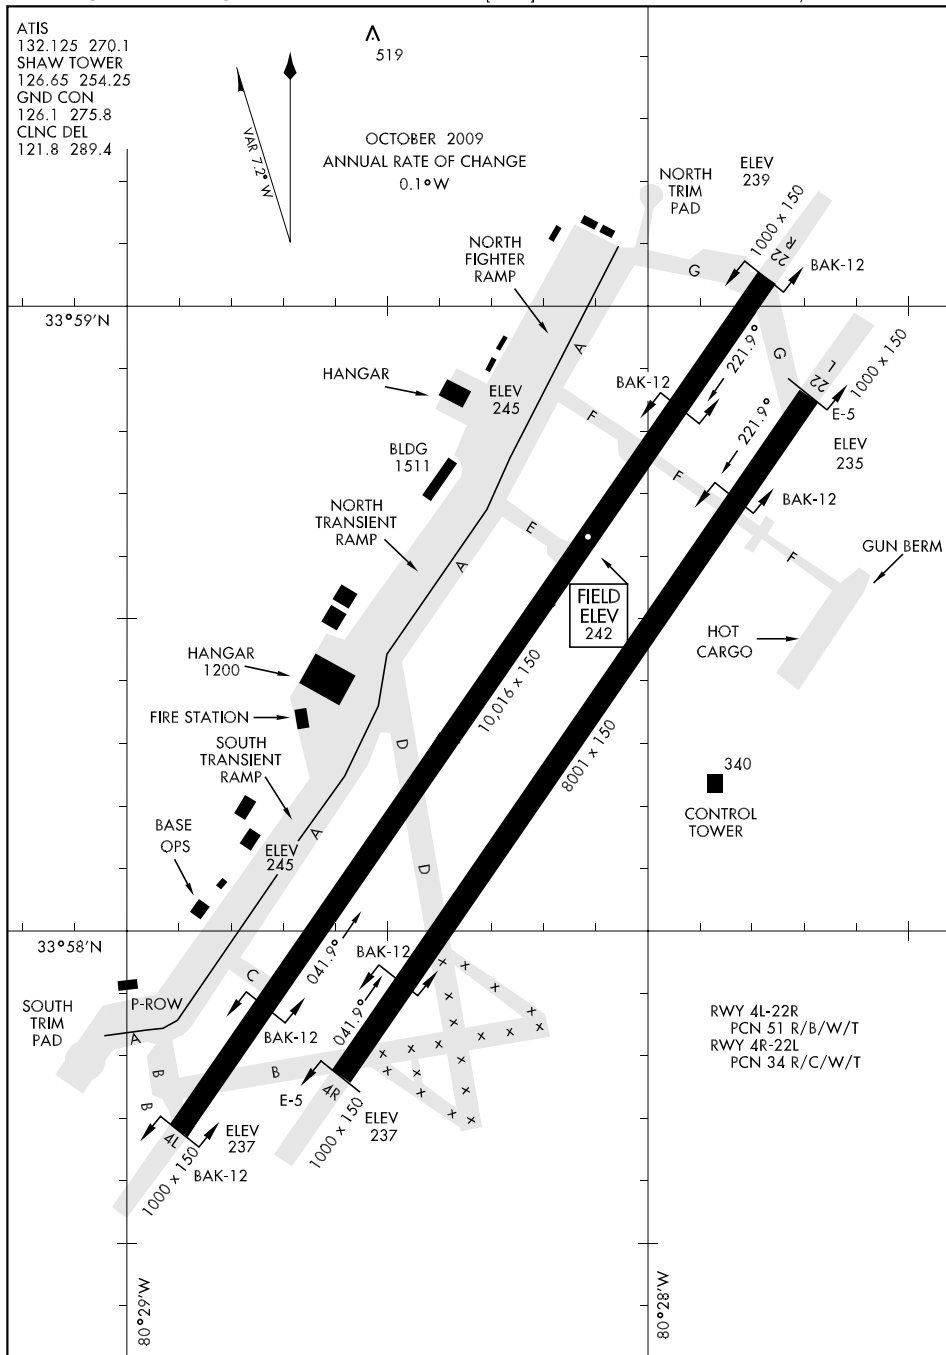 ATIS
132.125 270.1
SHAW TOWER
126.65 254.25
GND CON
126.1 275.8
CLNC DEL
121.8 289.4
519
VAR 7.2° W
OCTOBER 2009
ANNUAL RATE OF CHANGE
0.1° W
NORTH
TRIM
PAD
ELEV
239
1000 x 150
22 R
BAK-12
NORTH
FIGHTER
RAMP
G
33°59'N
A
G
221.9°
22 L
1000 x 150
HANGAR
ELEV
245
BAK-12
F
221.9°
E-5
ELEV
235
BLDG
1511
F
BAK-12
NORTH
TRANSIENT
RAMP
E
A
F
GUN BERM
FIELD
ELEV
242
HOT
CARGO
HANGAR
1200
10,016 x 150
FIRE STATION
SOUTH
TRANSIENT
RAMP
D
8001 x 150
340
CONTROL
TOWER
BASE
OPS
A
ELEV
245
D
33°58'N
041.9°
BAK-12
C
041.9°
P-ROW
SOUTH
TRIM
PAD
A
BAK-12
RWY 4L-22R
PCN 51 R/B/W/T
RWY 4R-22L
PCN 34 R/C/W/T
B
B
E-5
4R
B
1000 x 150
ELEV
237
4L
ELEV
237
BAK-12
1000 x 150
x x x x x x x x x x x x x x x x x x x
80°29'W
80°28'W